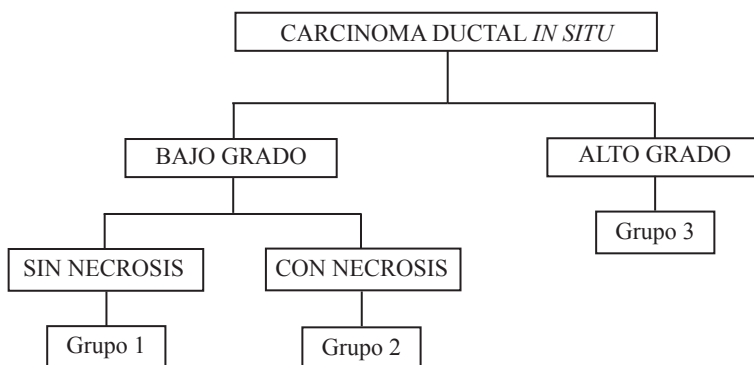 CARCINOMA DUCTAL IN SITU
BAJO GRADO
ALTO GRADO
Grupo 3
SIN NECROSIS
CON NECROSIS
Grupo 1
Grupo 2